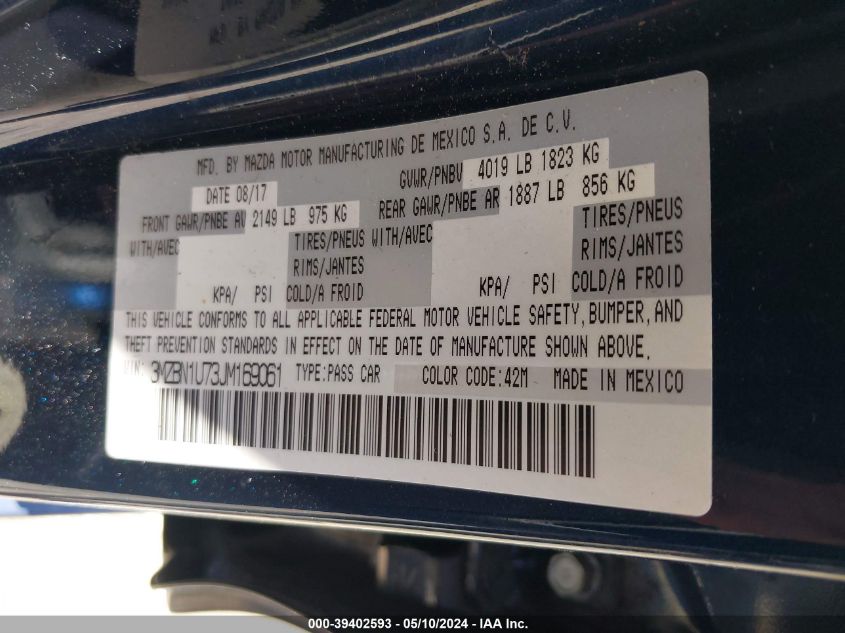 MFD. BY MAZDA MOTOR MANUFACTURING DE MEXICO S.A. DE C.V.
DATE 08/17 GVWR/PNBV 4019 LB 1823 KG
FRONT GAWR/PNBE AV 2149 LB 975 KG REAR GAWR/PNBE AR 1887 LB 856 KG
WITH/AVEC TIRES/PNEUS WITH/AVEC TIRES/PNEUS
RIMS/JANTES RIMS/JANTES
KPA/ PSI COLD/A FROID KPA/ PSI COLD/A FROID
THIS VEHICLE CONFORMS TO ALL APPLICABLE FEDERAL MOTOR VEHICLE SAFETY, BUMPER, AND
THEFT PREVENTION STANDARDS IN EFFECT ON THE DATE OF MANUFACTURE SHOWN ABOVE.
VIN: 3MZBN1U73JM169061 TYPE:PASS CAR COLOR CODE:42M MADE IN MEXICO
000-39402593 - 05/10/2024 - IAA Inc.